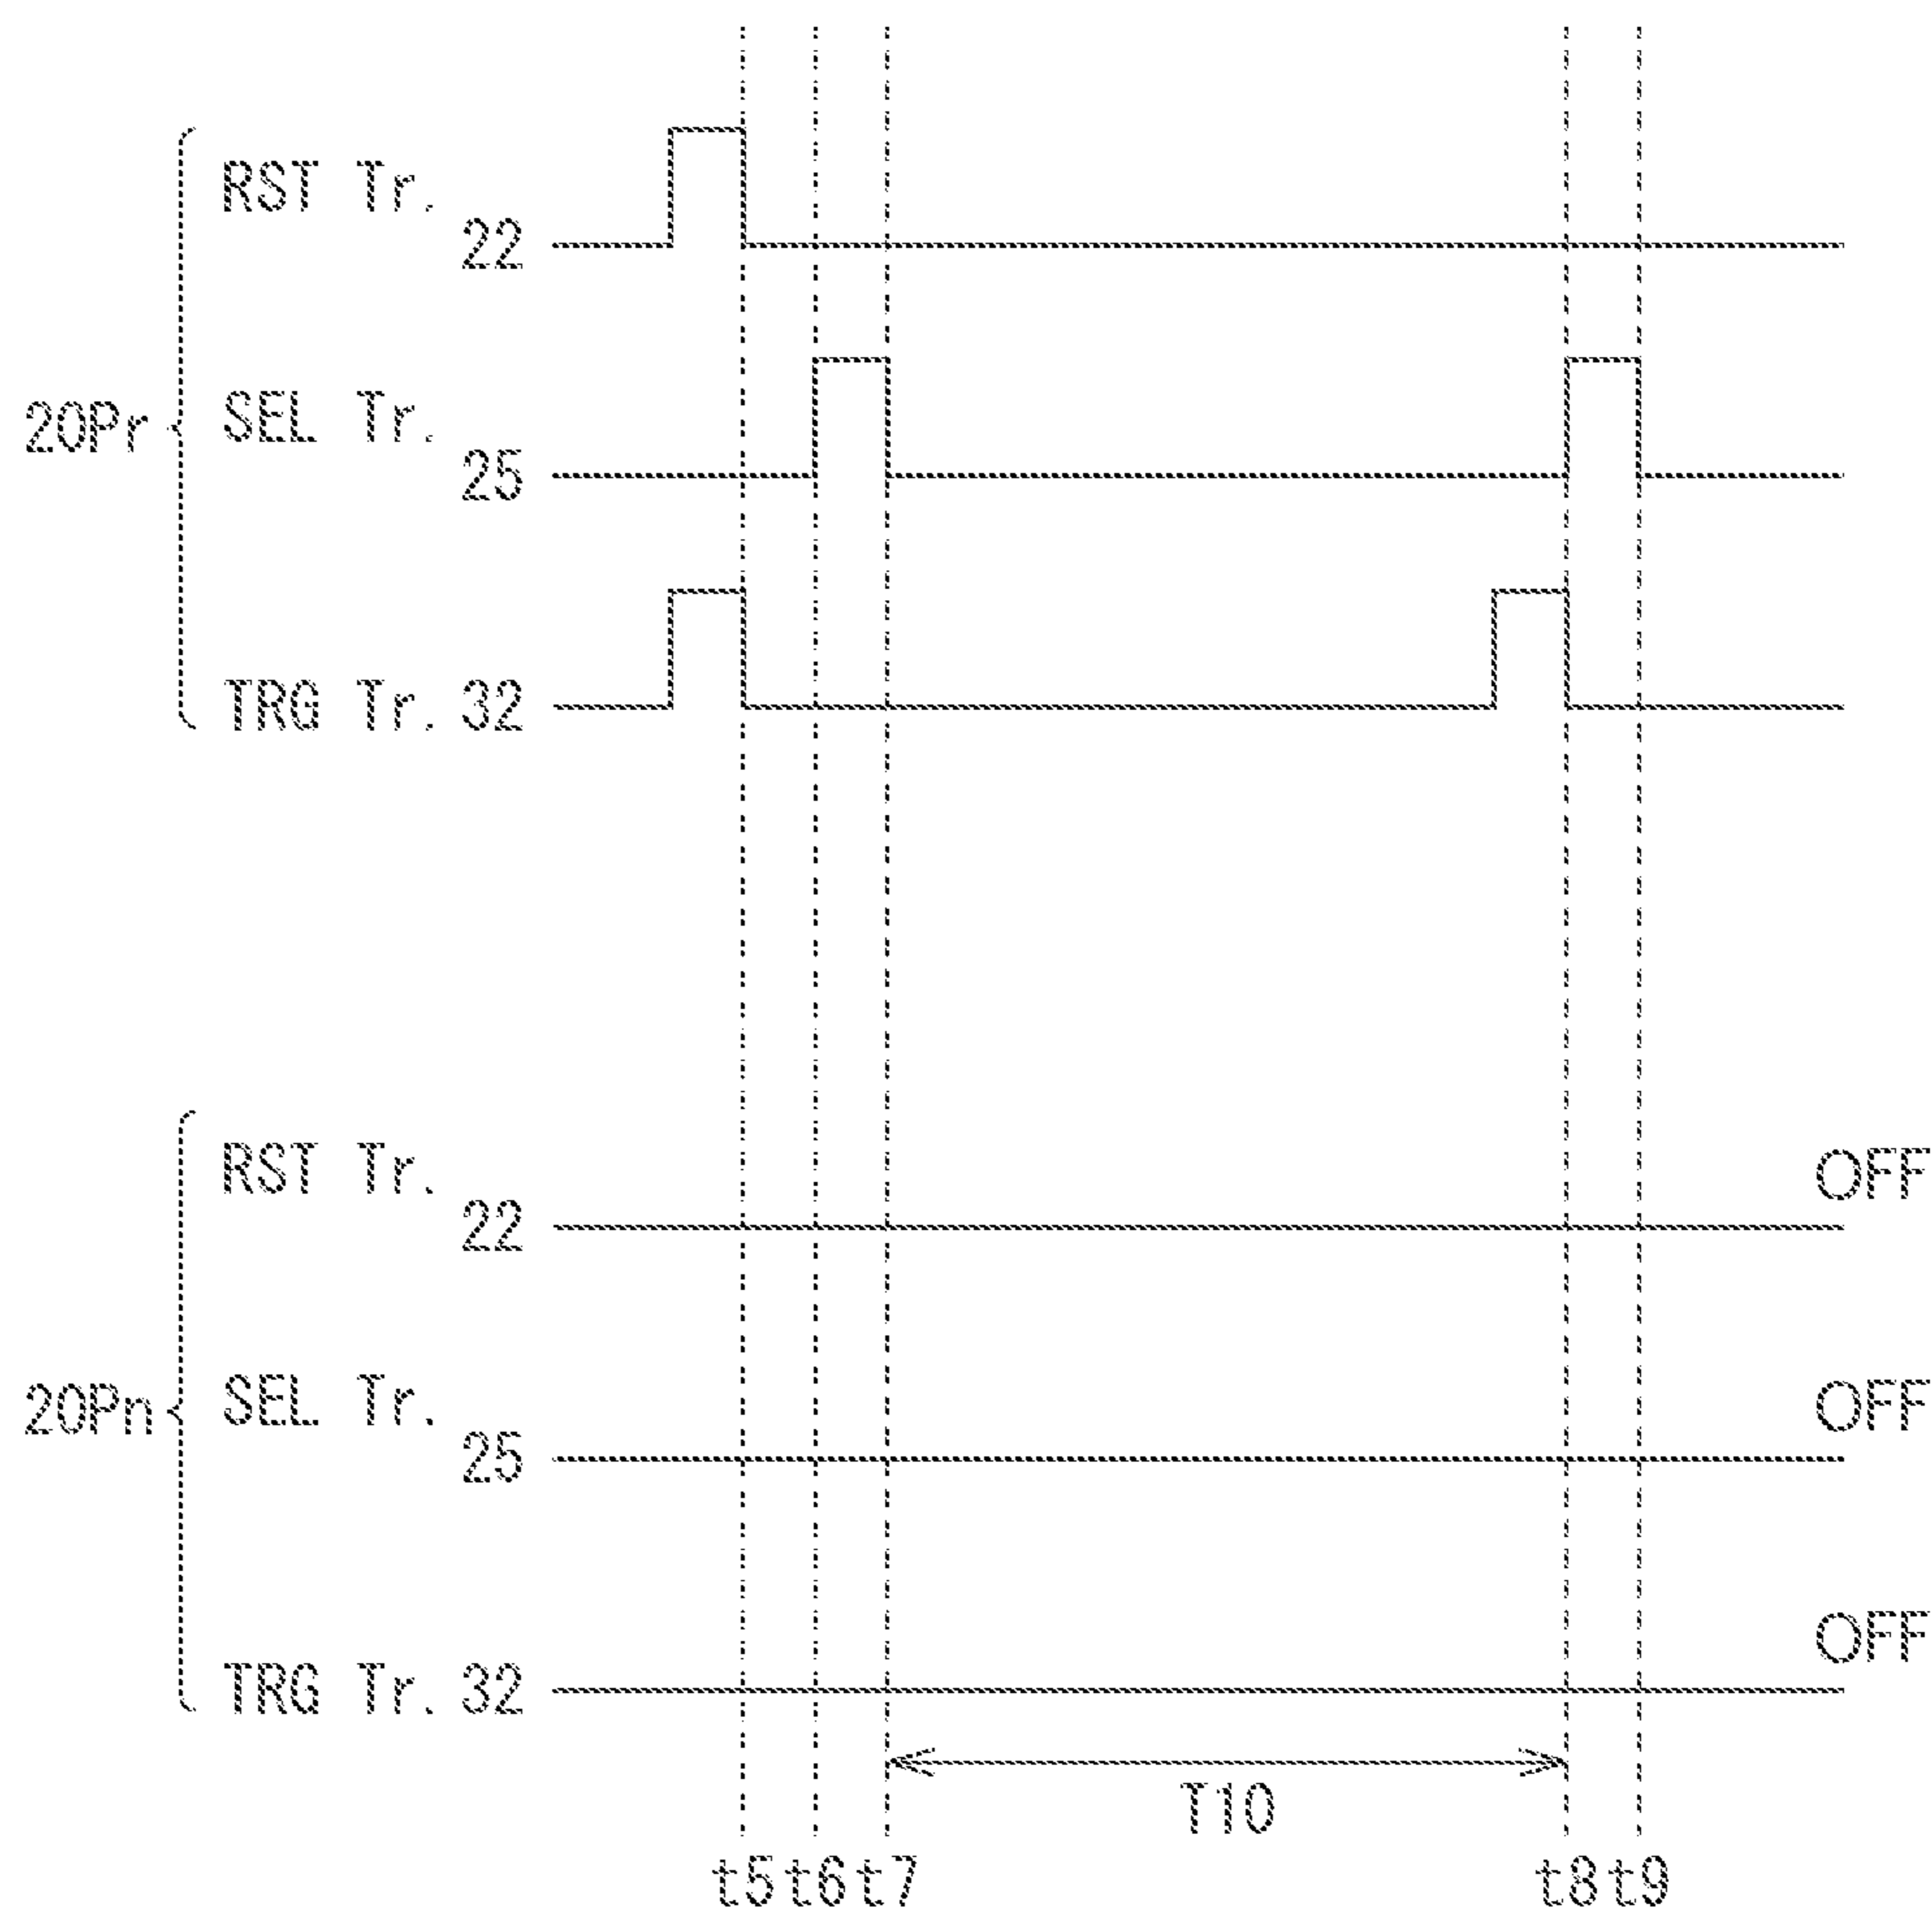 RST Tr.
22
20Pr
SEL Tr.
25
TRG Tr. 32
RST Tr.
22
OFF
20Pn
SEL Tr.
25
OFF
TRG Tr. 32
OFF
T10
t5 t6 t7 t8 t9